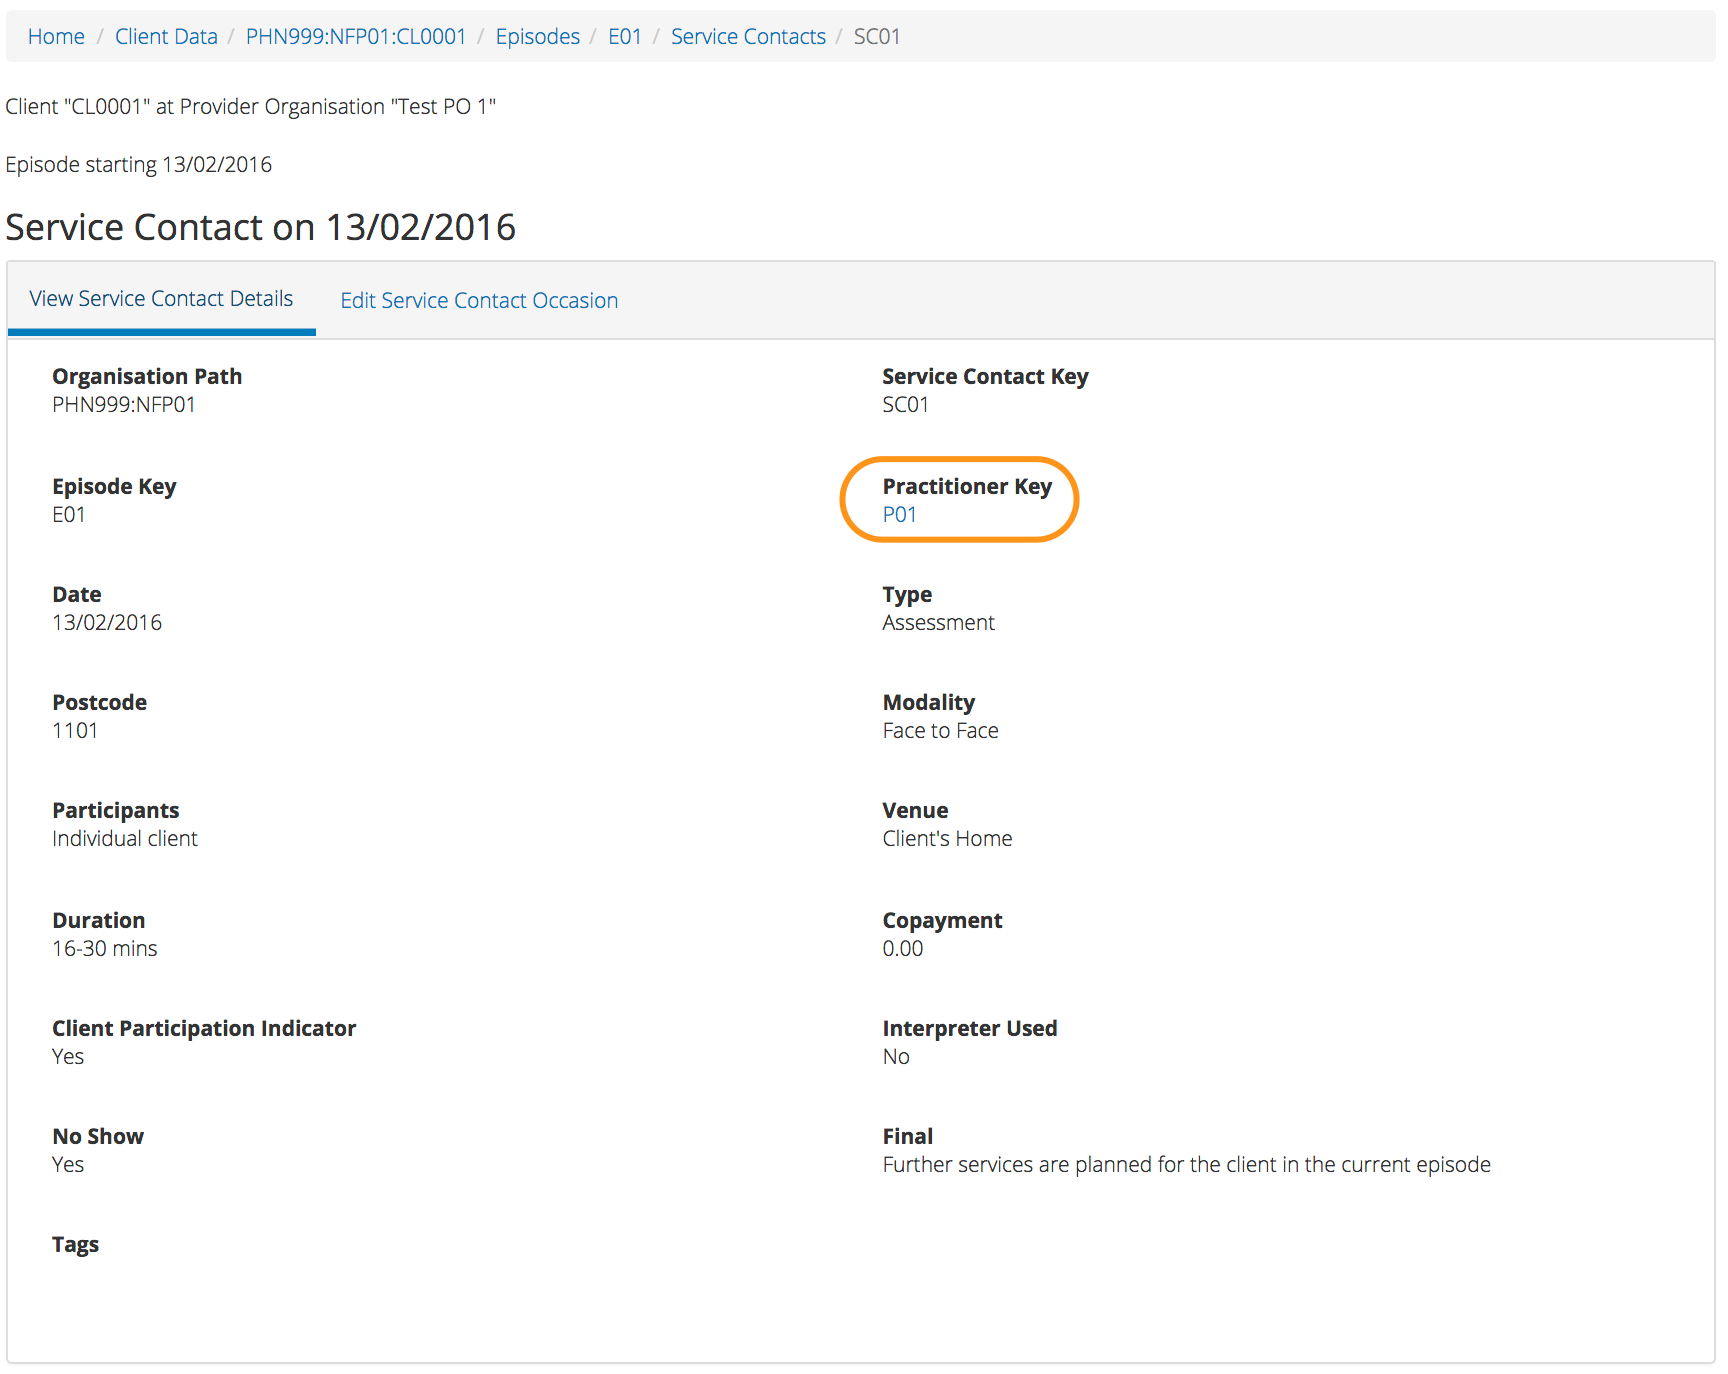 Home / Client Data / PHN999:NFP01:CL0001 / Episodes / E01 / Service Contacts / SC01
Client "CL0001" at Provider Organisation "Test PO 1"
Episode starting 13/02/2016
Service Contact on 13/02/2016
View Service Contact Details Edit Service Contact Occasion
Organisation Path Service Contact Key
PHN999:NFP01 SC01
Episode Key Practitioner Key
E01 P01
Date Type
13/02/2016 Assessment
Postcode Modality
1101 Face to Face
Participants Venue
Individual client Client's Home
Duration Copayment
16-30 mins 0.00
Client Participation Indicator Interpreter Used
Yes No
No Show Final
Yes Further services are planned for the client in the current episode
Tags